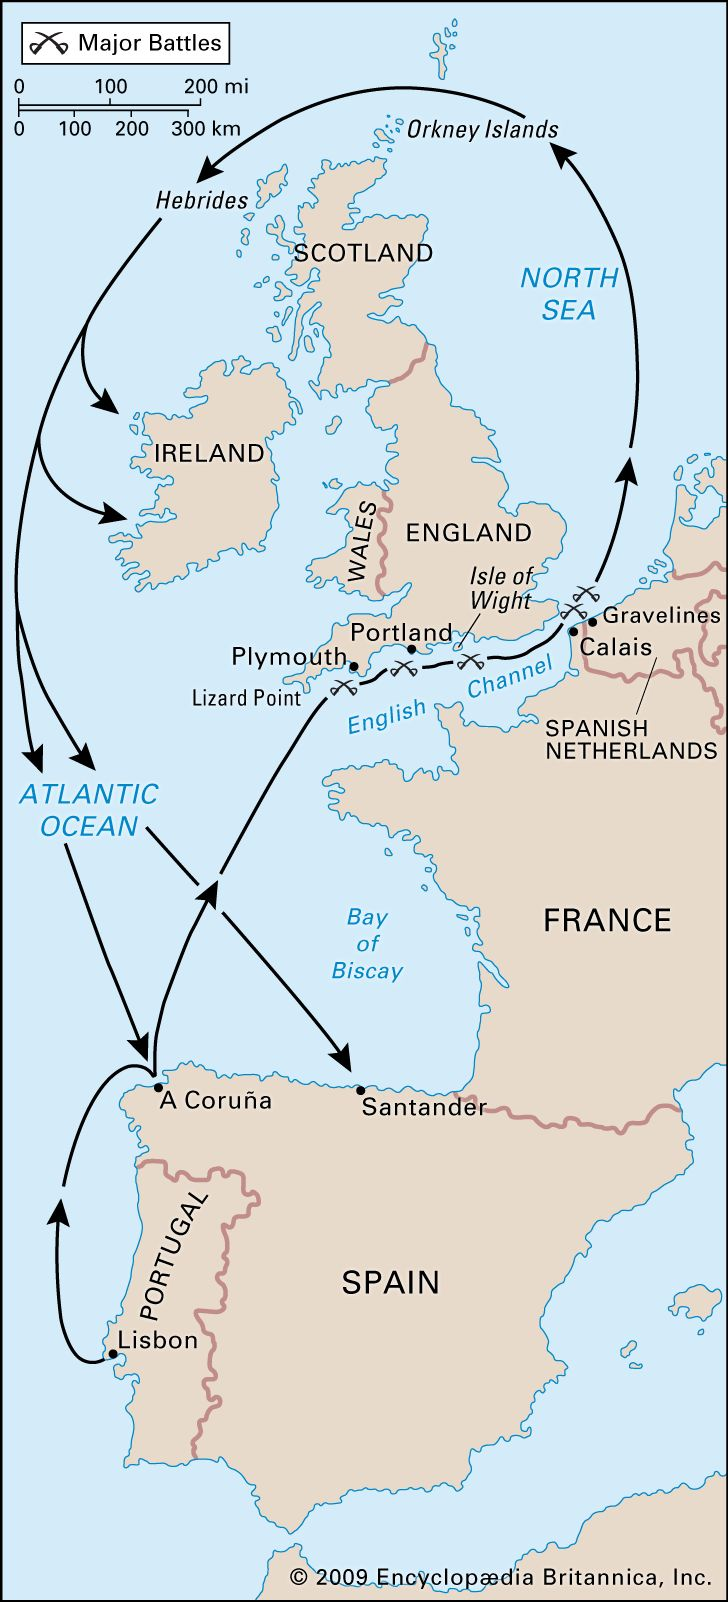 Major Battles
0 100 200 mi
0 100 200 300 km
Orkney Islands
Hebrides
SCOTLAND
NORTH
SEA
IRELAND
WALES
ENGLAND
Isle of
Wight
Portland
Plymouth
Gravelines
Calais
Lizard Point
English Channel
SPANISH
NETHERLANDS
ATLANTIC
OCEAN
FRANCE
Bay
of
Biscay
A Coruña
Santander
PORTUGAL
SPAIN
Lisbon
© 2009 Encyclopædia Britannica, Inc.